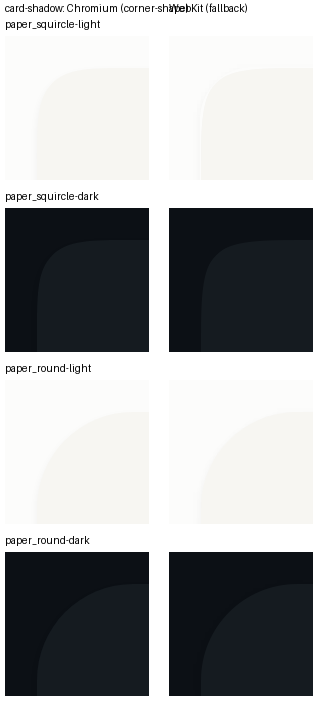 card-shadow: Chromium (corner-shape) WebKit (fallback)
paper_squircle-light
paper_squircle-dark
paper_round-light
paper_round-dark